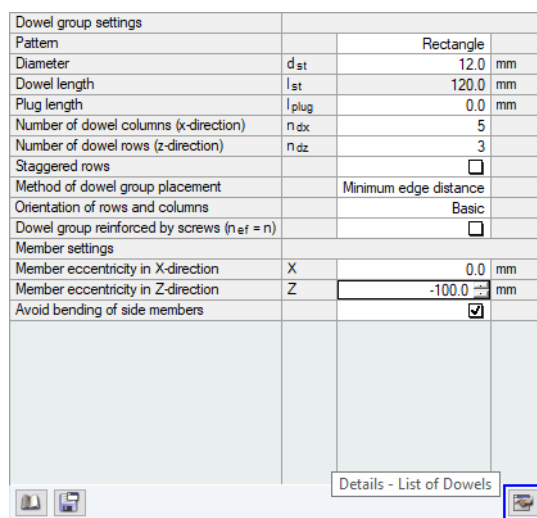 Dowel group settings
Pattern Rectangle
Diameter dst 12.0 mm
Dowel length lst 120.0 mm
Plug length lplug 0.0 mm
Number of dowel columns (x-direction) ndx 5
Number of dowel rows (z-direction) ndz 3
Staggered rows
Method of dowel group placement Minimum edge distance
Orientation of rows and columns Basic
Dowel group reinforced by screws (nef = n)
Member settings
Member eccentricity in X-direction X 0.0 mm
Member eccentricity in Z-direction Z -100.0 mm
Avoid bending of side members
Details - List of Dowels